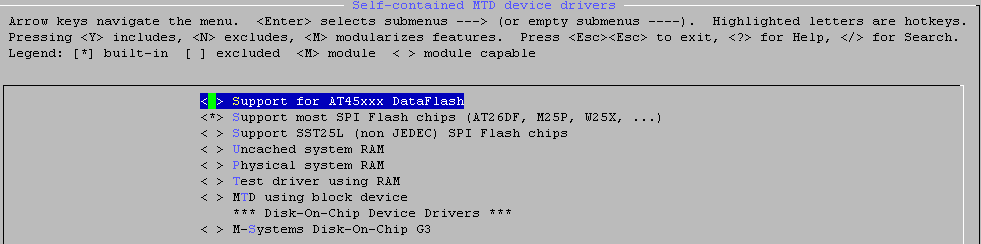 Self-contained MTD device drivers
Arrow keys navigate the menu.  <Enter> selects submenus ---> (or empty submenus ----).  Highlighted letters are hotkeys.
Pressing <Y> includes, <N> excludes, <M> modularizes features.  Press <Esc><Esc> to exit, <?> for Help, </> for Search.
Legend: [*] built-in  [ ] excluded  <M> module  < > module capable
< > Support for AT45xxx DataFlash
<*> Support most SPI Flash chips (AT26DF, M25P, W25X, ...)
< > Support SST25L (non JEDEC) SPI Flash chips
< > Uncached system RAM
< > Physical system RAM
< > Test driver using RAM
< > MTD using block device
*** Disk-On-Chip Device Drivers ***
< > M-Systems Disk-On-Chip G3